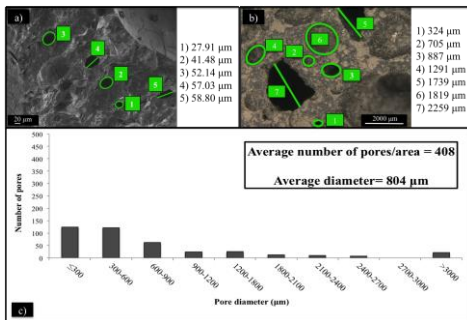 a)
3
4
2
5
1
20 µm
1) 27.91 µm
2) 41.48 µm
3) 52.14 µm
4) 57.03 µm
5) 58.80 µm
b)
5
6
4
2
3
7
1
2000 µm
1) 324 µm
2) 705 µm
3) 887 µm
4) 1291 µm
5) 1739 µm
6) 1819 µm
7) 2259 µm
Average number of pores/area = 408
Average diameter= 804 µm
Number of pores
500
450
400
350
300
250
200
150
100
50
0
≤300
300-600
600-900
900-1200
1200-1800
1800-2100
2100-2400
2400-2700
2700-3000
>3000
Pore diameter (µm)
c)